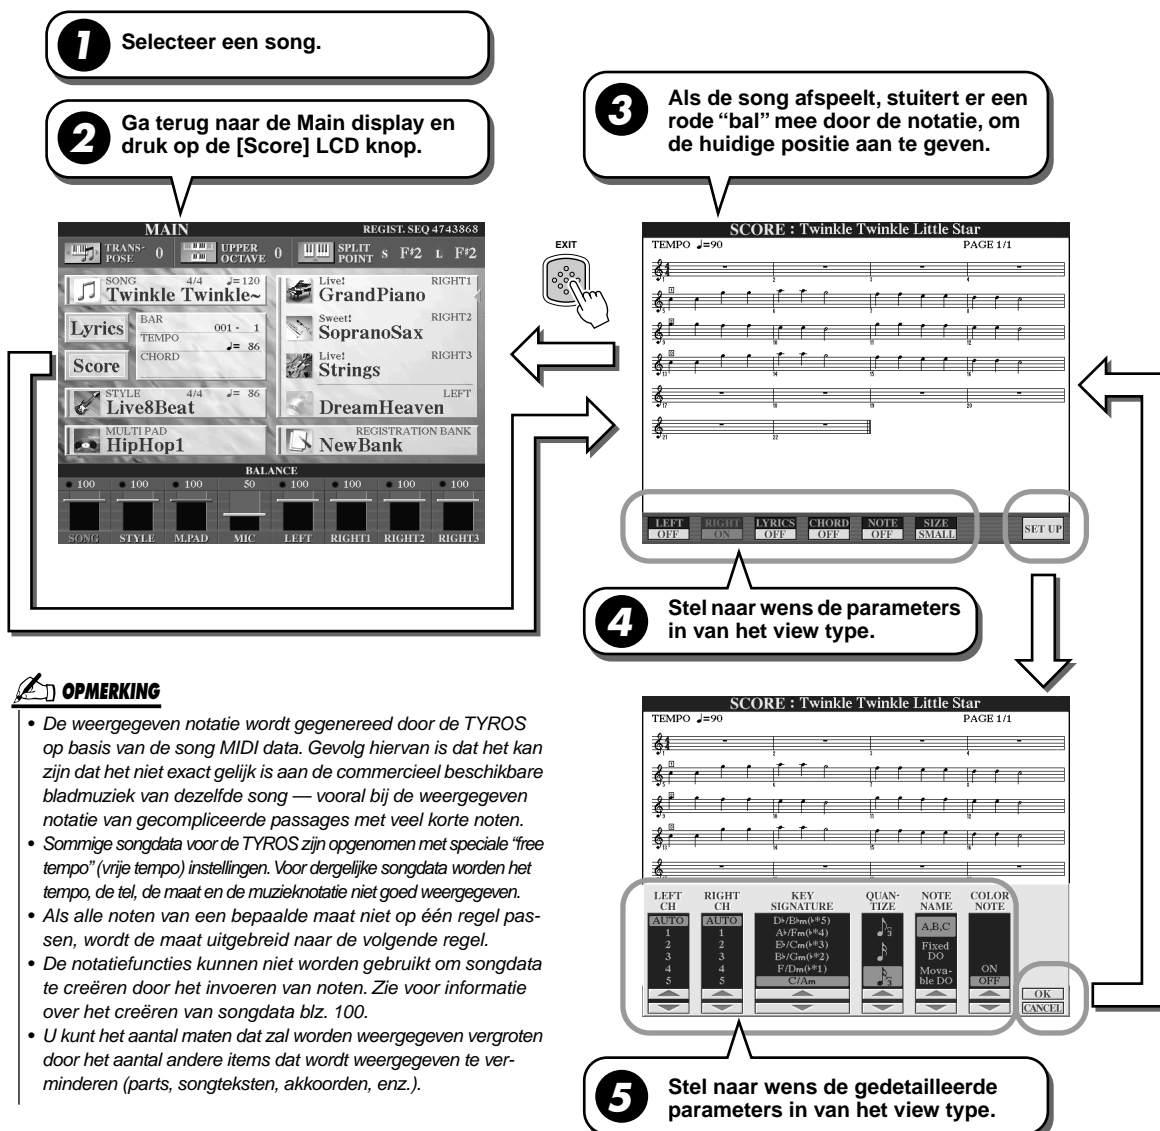 1 Selecteer een song.
2 Ga terug naar de Main display en
druk op de [Score] LCD knop.
MAIN
REGIST. SEQ 4743868
TRANS-
POSE 0
UPPER
OCTAVE 0
SPLIT
POINT S F#2 L F#2
SONG 4/4 ♩=120
Twinkle Twinkle~
Lyrics
BAR 001 - 1
TEMPO ♩= 86
Score
CHORD
STYLE 4/4 ♩= 86
Live8Beat
MULTI PAD
HipHop1
Live! RIGHT1
GrandPiano
Sweet! RIGHT2
SopranoSax
Live! RIGHT3
Strings
LEFT
DreamHeaven
REGISTRATION BANK
NewBank
BALANCE
100 100 100 50 100 100 100 100
SONG STYLE M.PAD MIC LEFT RIGHT1 RIGHT2 RIGHT3
EXIT
3 Als de song afspeelt, stuitert er een
rode “bal” mee door de notatie, om
de huidige positie aan te geven.
SCORE : Twinkle Twinkle Little Star
TEMPO ♩=90 PAGE 1/1
LEFT RIGHT LYRICS CHORD NOTE SIZE
OFF ON OFF OFF OFF SMALL
SET UP
4 Stel naar wens de parameters
in van het view type.
SCORE : Twinkle Twinkle Little Star
TEMPO ♩=90 PAGE 1/1
LEFT
CH
AUTO
1
2
3
4
5
RIGHT
CH
AUTO
1
2
3
4
5
KEY
SIGNATURE
D♭/B♭m(♭*5)
A♭/Fm(♭*4)
E♭/Cm(♭*3)
B♭/Gm(♭*2)
F/Dm(♭*1)
C/Am
QUAN-
TIZE
3
3
NOTE
NAME
A,B,C
Fixed
DO
Mova-
ble DO
COLOR
NOTE
ON
OFF
OK
CANCEL
5 Stel naar wens de gedetailleerde
parameters in van het view type.
OPMERKING
• De weergegeven notatie wordt gegenereed door de TYROS
op basis van de song MIDI data. Gevolg hiervan is dat het kan
zijn dat het niet exact gelijk is aan de commercieel beschikbare
bladmuziek van dezelfde song — vooral bij de weergegeven
notatie van gecompliceerde passages met veel korte noten.
• Sommige songdata voor de TYROS zijn opgenomen met speciale “free
tempo” (vrije tempo) instellingen. Voor dergelijke songdata worden het
tempo, de tel, de maat en de muzieknotatie niet goed weergegeven.
• Als alle noten van een bepaalde maat niet op één regel pas-
sen, wordt de maat uitgebreid naar de volgende regel.
• De notatiefuncties kunnen niet worden gebruikt om songdata
te creëren door het invoeren van noten. Zie voor informatie
over het creëren van songdata blz. 100.
• U kunt het aantal maten dat zal worden weergegeven vergroten
door het aantal andere items dat wordt weergegeven te ver-
minderen (parts, songteksten, akkoorden, enz.).